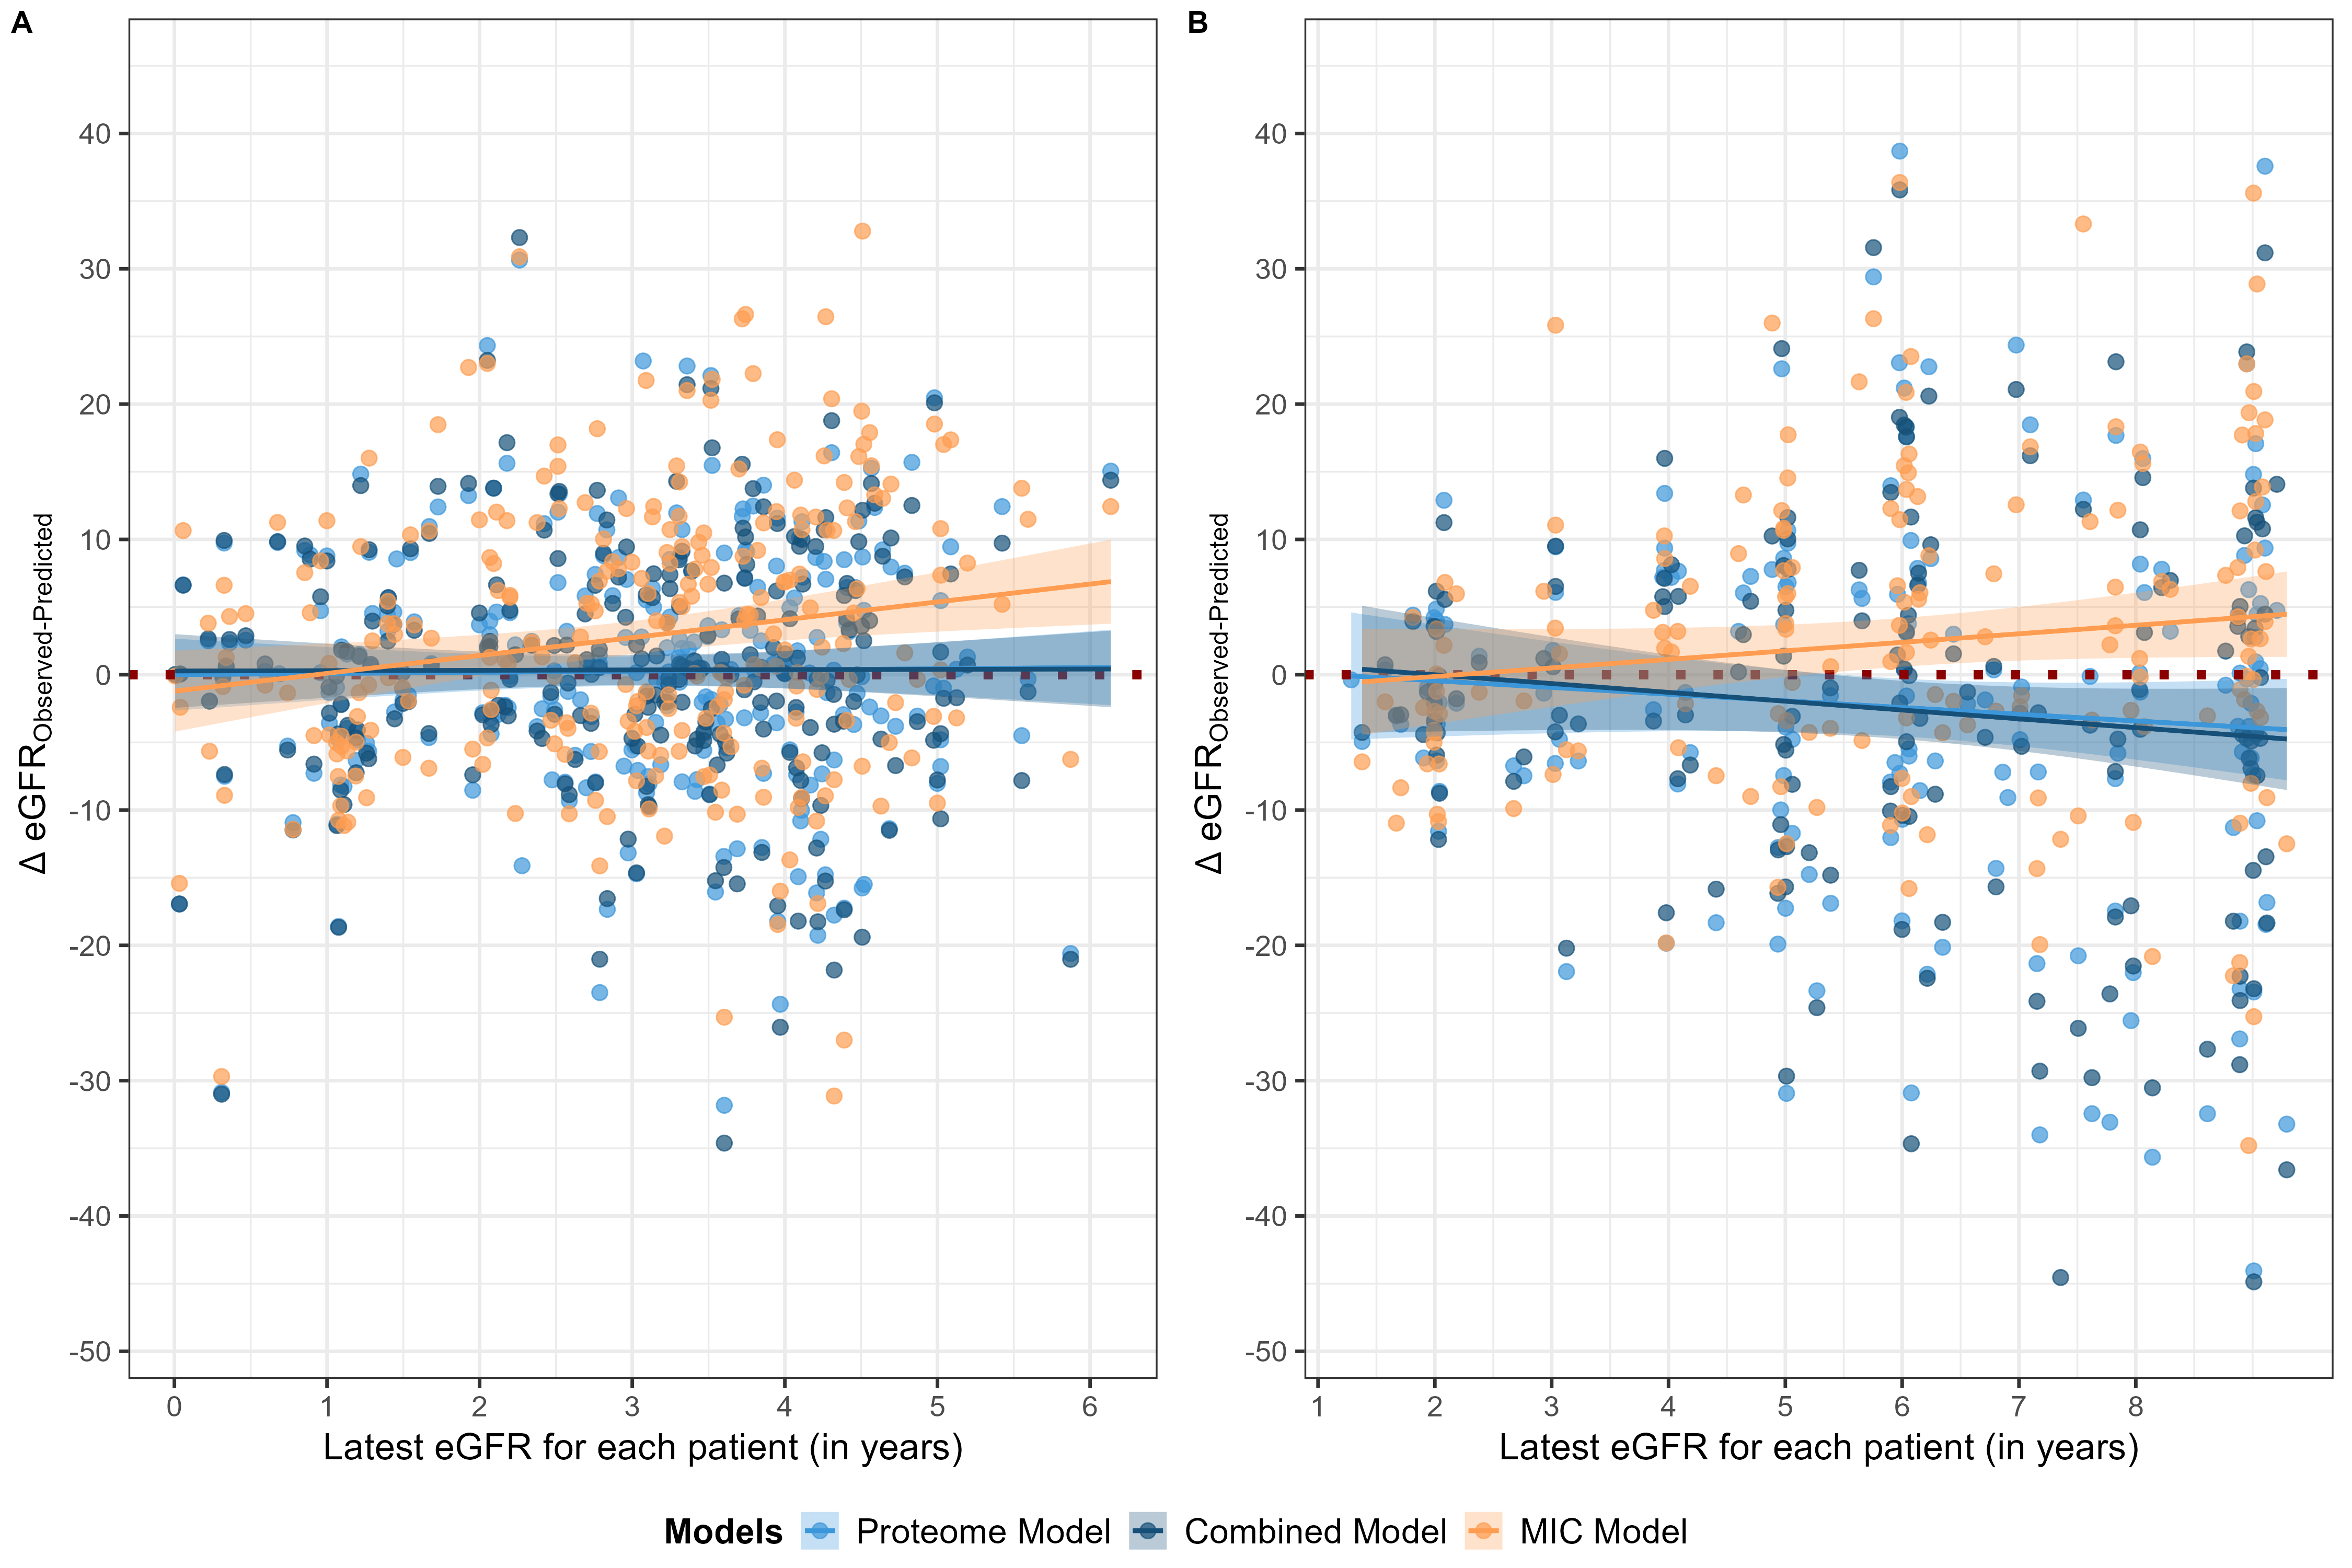 A
B
40
30
20
10
0
-10
-20
-30
-40
-50
Δ eGFRObserved-Predicted
0 1 2 3 4 5 6
Latest eGFR for each patient (in years)
40
30
20
10
0
-10
-20
-30
-40
-50
Δ eGFRObserved-Predicted
1 2 3 4 5 6 7 8
Latest eGFR for each patient (in years)
Models Proteome Model Combined Model MIC Model